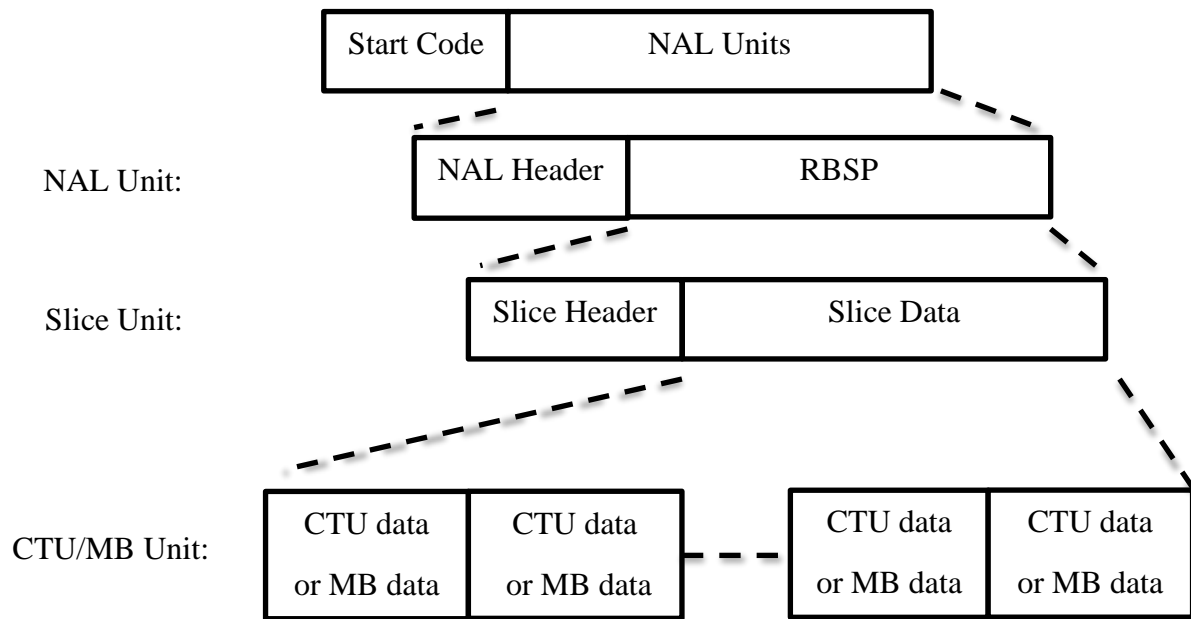 Start Code NAL Units
NAL Unit: NAL Header RBSP
Slice Unit: Slice Header Slice Data
CTU/MB Unit:
CTU data
or MB data
CTU data
or MB data
CTU data
or MB data
CTU data
or MB data